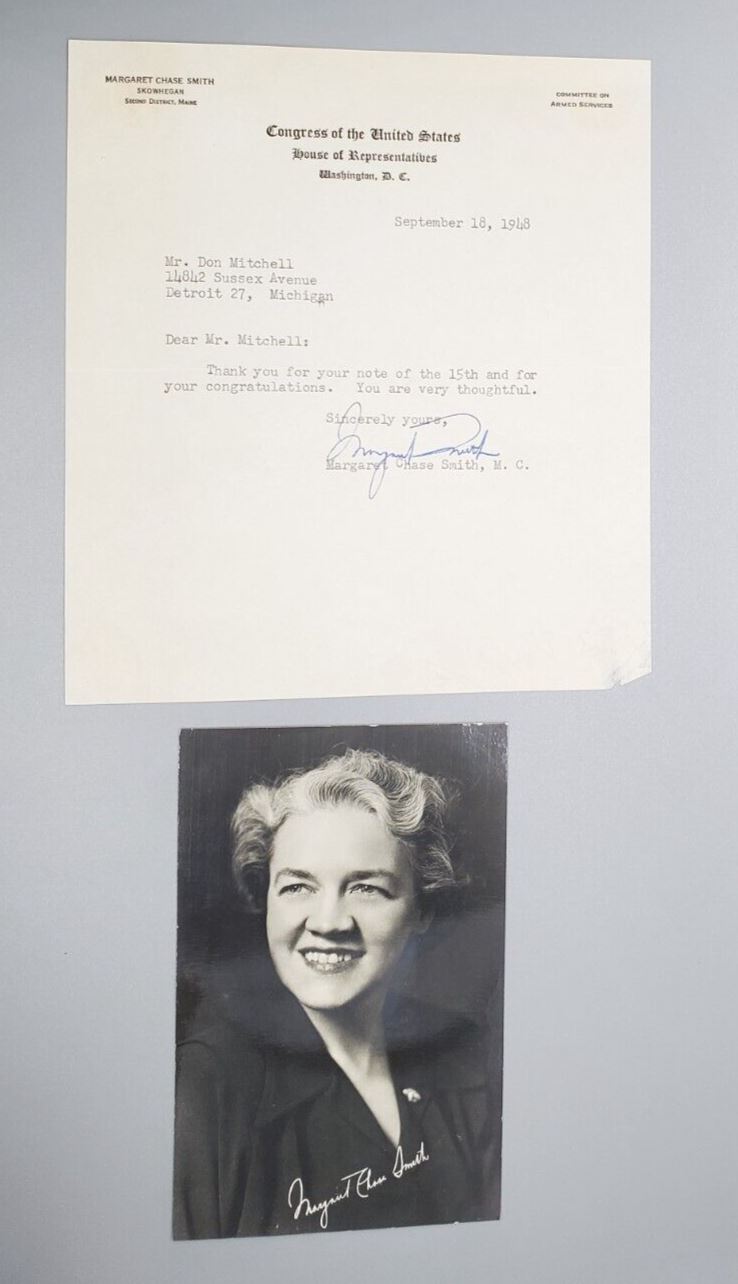 MARGARET CHASE SMITH
SKOWHEGAN
SECOND DISTRICT, MAINE
COMMITTEE ON
ARMED SERVICES
Congress of the United States
House of Representatives
Washington, D. C.
September 18, 1948
Mr. Don Mitchell
14842 Sussex Avenue
Detroit 27, Michigan
Dear Mr. Mitchell:
Thank you for your note of the 15th and for
your congratulations. You are very thoughtful.
Sincerely yours,
Margaret Smith
Margaret Chase Smith, M. C.
Margaret Chase Smith